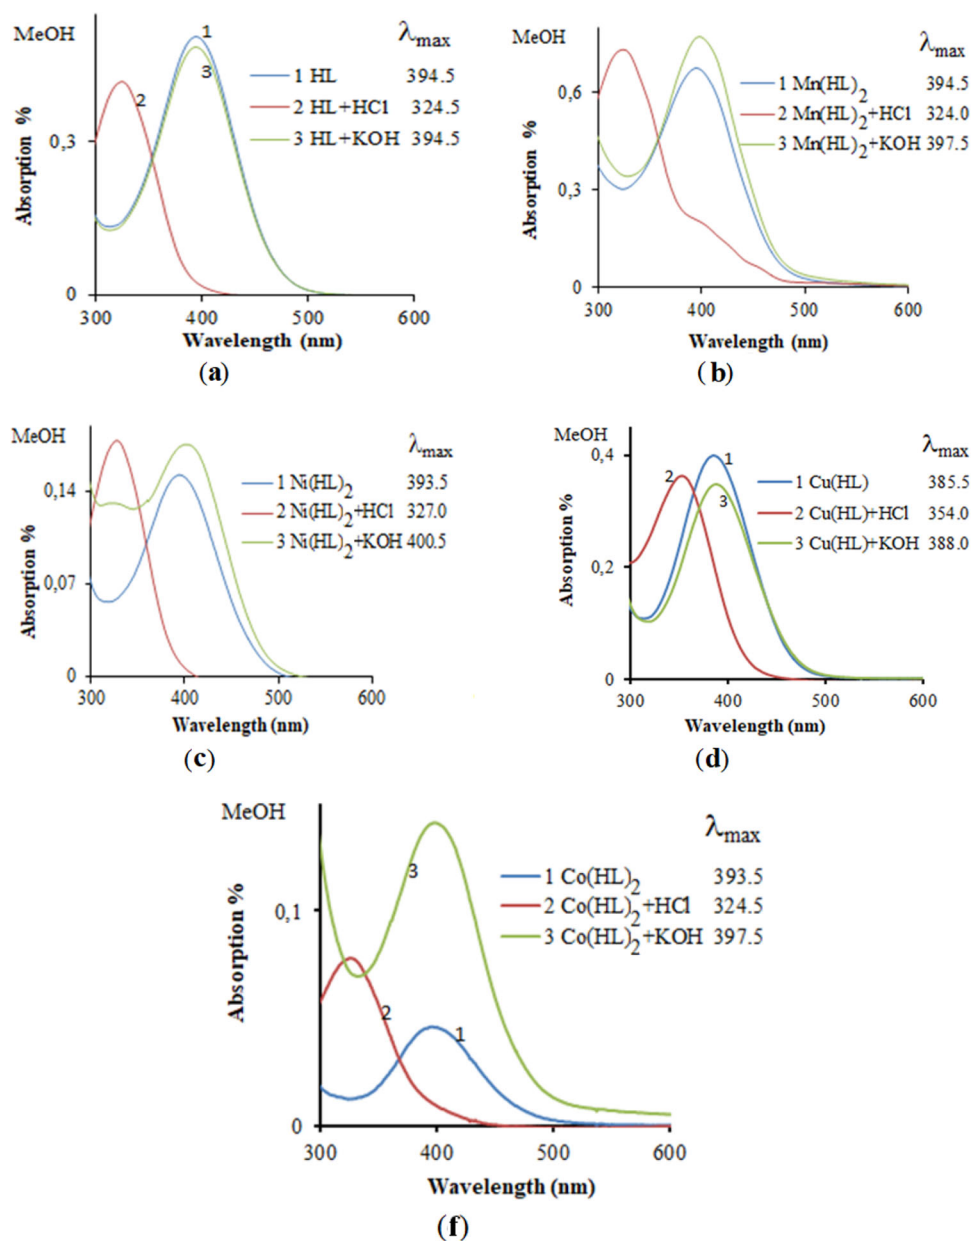 (a)
MeOH
λmax
1 HL 394.5
2 HL+HCl 324.5
3 HL+KOH 394.5
1
2
3
Absorption %
0,3
0
300 400 500 600
Wavelength (nm)
(a)
MeOH
λmax
1 Mn(HL)2 394.5
2 Mn(HL)2+HCl 324.0
3 Mn(HL)2+KOH 397.5
Absorption %
0,6
0,3
0
300 400 500 600
Wavelength (nm)
(b)
MeOH
λmax
1 Ni(HL)2 393.5
2 Ni(HL)2+HCl 327.0
3 Ni(HL)2+KOH 400.5
Absorption %
0,14
0,07
0
300 400 500 600
Wavelength (nm)
(c)
MeOH
λmax
1 Cu(HL) 385.5
2 Cu(HL)+HCl 354.0
3 Cu(HL)+KOH 388.0
1
2
3
Absorption %
0,4
0,2
0
300 400 500 600
Wavelength (nm)
(d)
MeOH
λmax
1 Co(HL)2 393.5
2 Co(HL)2+HCl 324.5
3 Co(HL)2+KOH 397.5
3
2
1
Absorption %
0,1
0
300 400 500 600
Wavelength (nm)
(f)